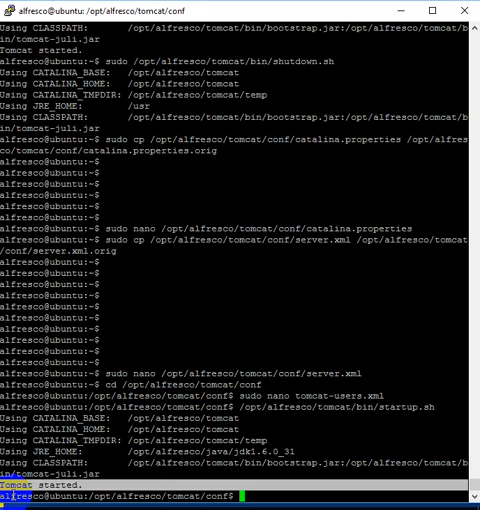 alfresco@ubuntu: /opt/alfresco/tomcat/conf
Using CLASSPATH:       /opt/alfresco/tomcat/bin/bootstrap.jar:/opt/alfresco/tomcat/b
in/tomcat-juli.jar
Tomcat started.
alfresco@ubuntu:~$ sudo /opt/alfresco/tomcat/bin/shutdown.sh
Using CATALINA_BASE:   /opt/alfresco/tomcat
Using CATALINA_HOME:   /opt/alfresco/tomcat
Using CATALINA_TMPDIR: /opt/alfresco/tomcat/temp
Using JRE_HOME:        /usr
Using CLASSPATH:       /opt/alfresco/tomcat/bin/bootstrap.jar:/opt/alfresco/tomcat/b
in/tomcat-juli.jar
alfresco@ubuntu:~$ sudo cp /opt/alfresco/tomcat/conf/catalina.properties /opt/alfres
co/tomcat/conf/catalina.properties.orig
alfresco@ubuntu:~$
alfresco@ubuntu:~$
alfresco@ubuntu:~$
alfresco@ubuntu:~$
alfresco@ubuntu:~$
alfresco@ubuntu:~$
alfresco@ubuntu:~$ sudo nano /opt/alfresco/tomcat/conf/catalina.properties
alfresco@ubuntu:~$ sudo cp /opt/alfresco/tomcat/conf/server.xml /opt/alfresco/tomcat
/conf/server.xml.orig
alfresco@ubuntu:~$
alfresco@ubuntu:~$
alfresco@ubuntu:~$
alfresco@ubuntu:~$
alfresco@ubuntu:~$
alfresco@ubuntu:~$
alfresco@ubuntu:~$
alfresco@ubuntu:~$
alfresco@ubuntu:~$
alfresco@ubuntu:~$
alfresco@ubuntu:~$ sudo nano /opt/alfresco/tomcat/conf/server.xml
alfresco@ubuntu:~$ cd /opt/alfresco/tomcat/conf
alfresco@ubuntu:/opt/alfresco/tomcat/conf$ sudo nano tomcat-users.xml
alfresco@ubuntu:/opt/alfresco/tomcat/conf$ /opt/alfresco/tomcat/bin/startup.sh
Using CATALINA_BASE:   /opt/alfresco/tomcat
Using CATALINA_HOME:   /opt/alfresco/tomcat
Using CATALINA_TMPDIR: /opt/alfresco/tomcat/temp
Using JRE_HOME:        /opt/alfresco/java/jdk1.6.0_31
Using CLASSPATH:       /opt/alfresco/tomcat/bin/bootstrap.jar:/opt/alfresco/tomcat/b
in/tomcat-juli.jar
Tomcat started.
alfresco@ubuntu:/opt/alfresco/tomcat/conf$